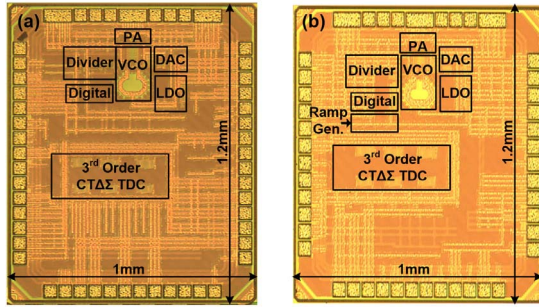 (a)
PA
Divider
VCO
DAC
Digital
LDO
3rd Order
CTΔΣ TDC
1.2mm
1mm
(b)
PA
Divider
VCO
DAC
Digital
LDO
Ramp
Gen.
3rd Order
CTΔΣ TDC
1.2mm
1mm